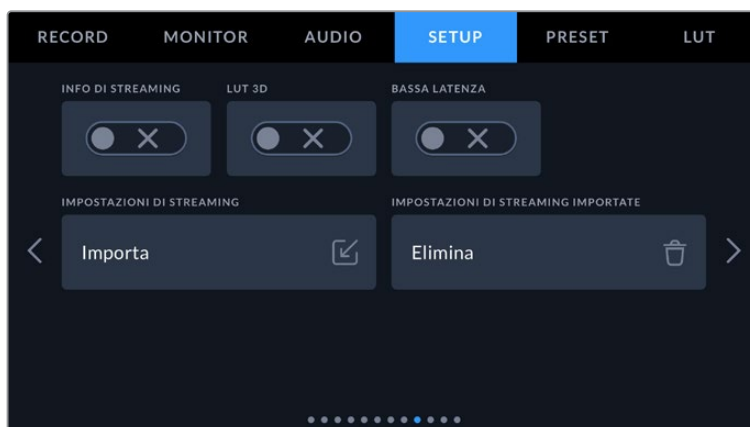 RECORD MONITOR AUDIO SETUP PRESET LUT
INFO DI STREAMING LUT 3D BASSA LATENZA
IMPOSTAZIONI DI STREAMING IMPOSTAZIONI DI STREAMING IMPORTATE
Importa Elimina